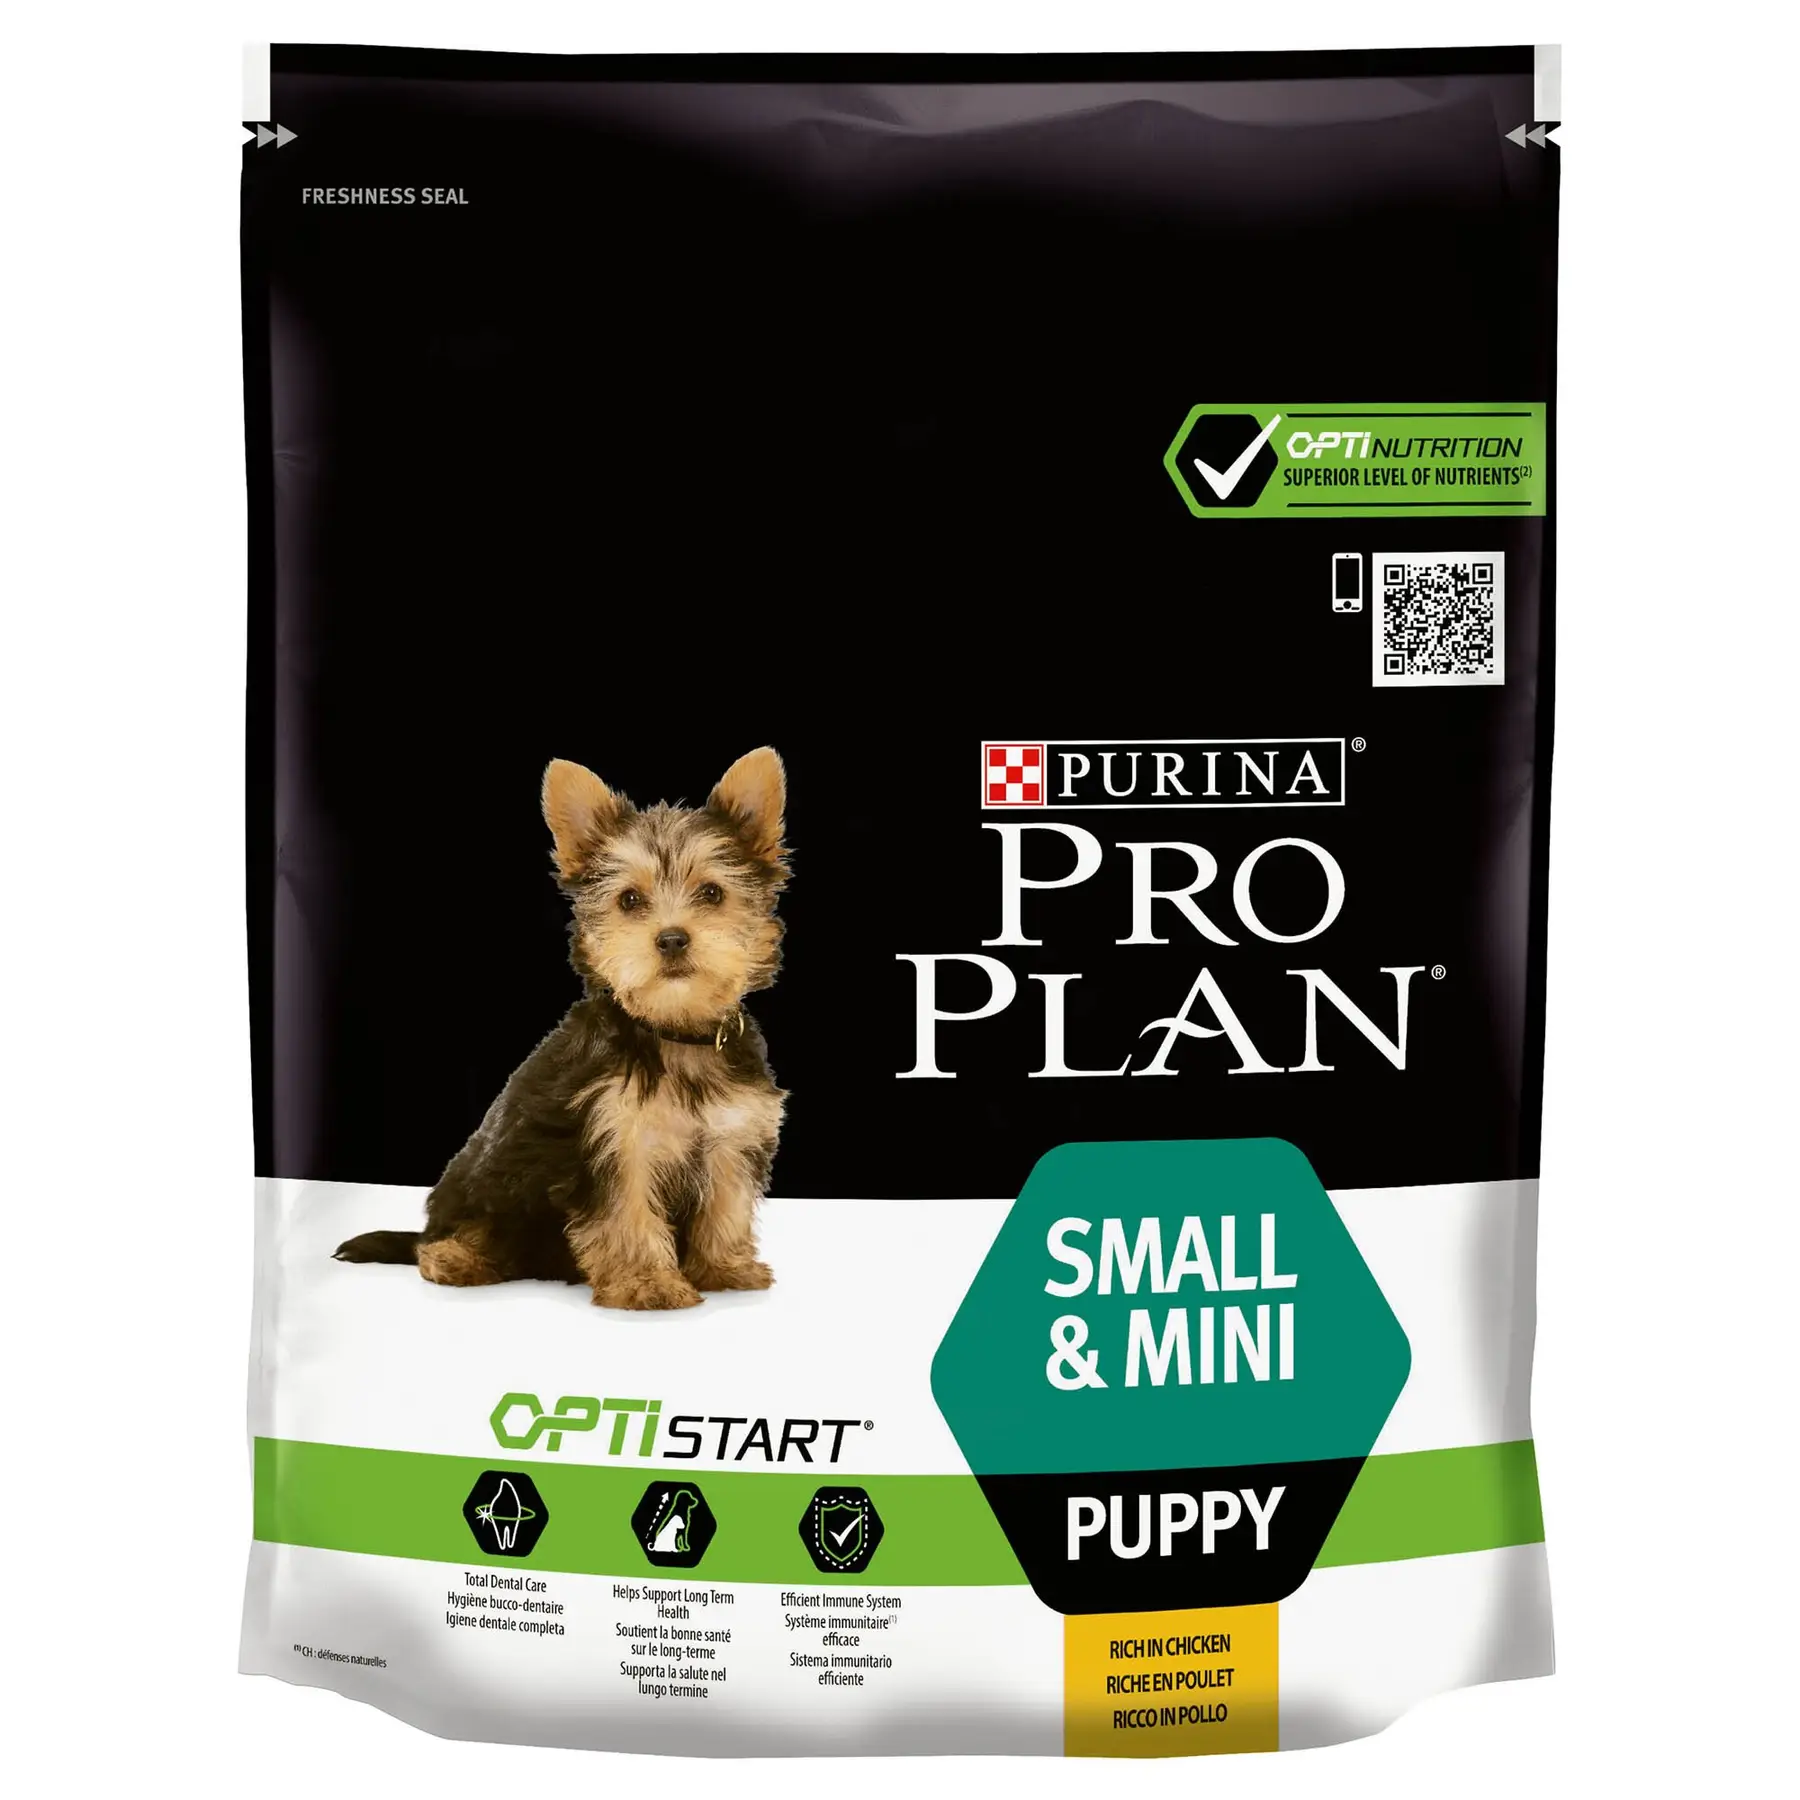 FRESHNESS SEAL
OPTINUTRITION
SUPERIOR LEVEL OF NUTRIENTS(2)
PURINA®
PRO
PLAN®
SMALL
& MINI
PUPPY
OPTISTART®
Total Dental Care
Hygiène bucco-dentaire
Igiene dentale completa
Helps Support Long Term
Health
Soutient la bonne santé
sur le long-terme
Supporta la salute nel
lungo termine
Efficient Immune System
Système immunitaire(1)
efficace
Sistema immunitario
efficiente
(1) CH : défenses naturelles
RICH IN CHICKEN
RICHE EN POULET
RICCO IN POLLO